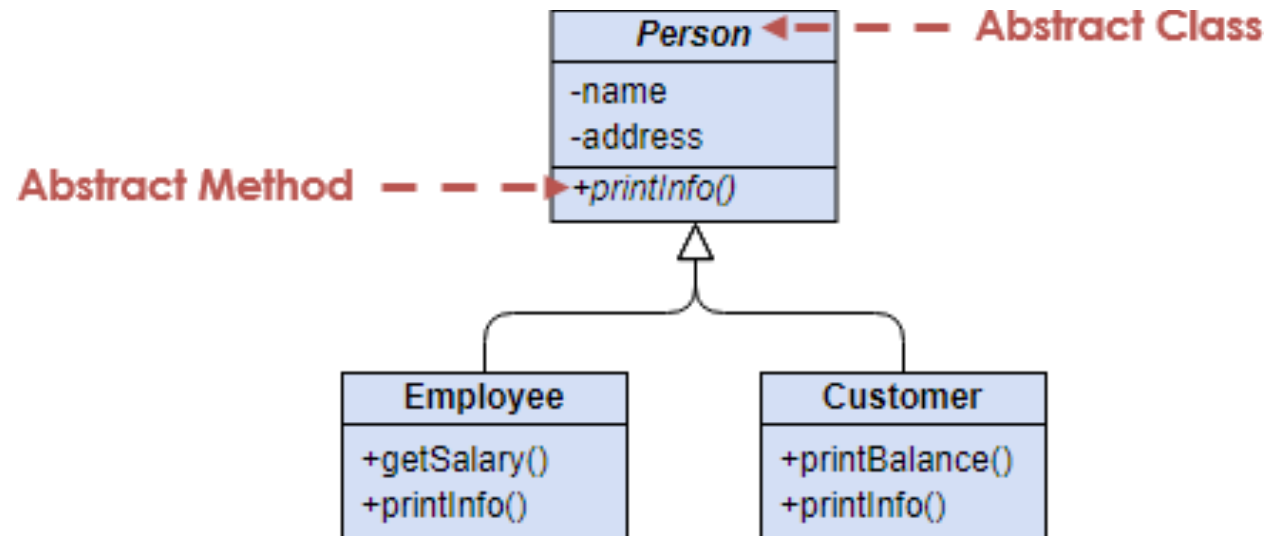 Person
Abstract Class
-name
-address
Abstract Method
+printInfo()
Employee
+getSalary()
+printInfo()
Customer
+printBalance()
+printInfo()